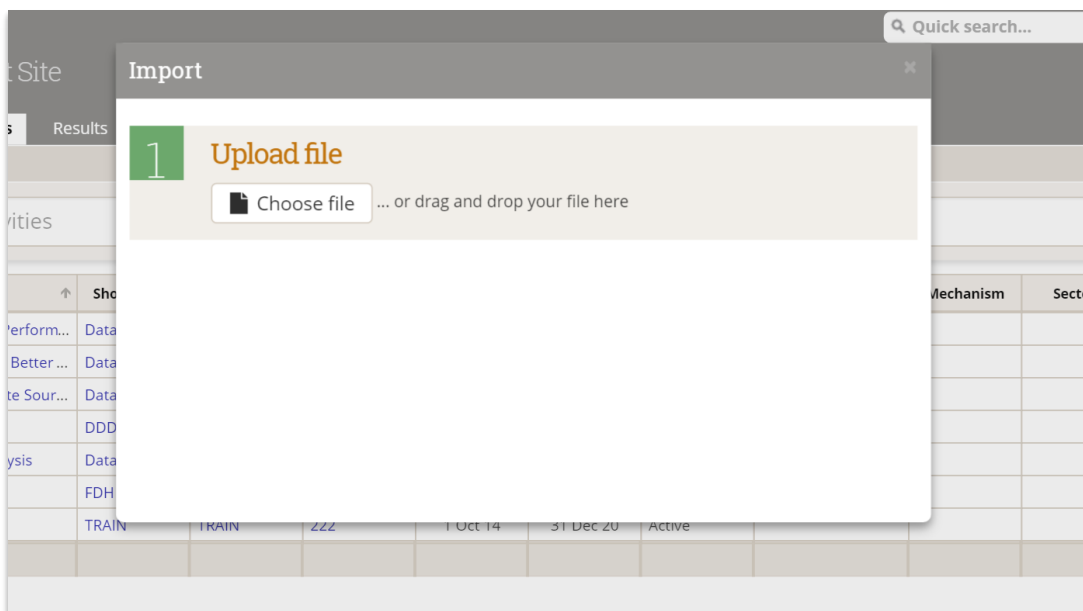 Quick search...
t Site
Import
×
s Results
1 Upload file
Choose file ... or drag and drop your file here
vities
Sho Mechanism Sect
Perform... Data
Better ... Data
te Sour... Data
DDD
ysis Data
FDH
TRAIN TRAIN 222 1 Oct 14 31 Dec 20 Active